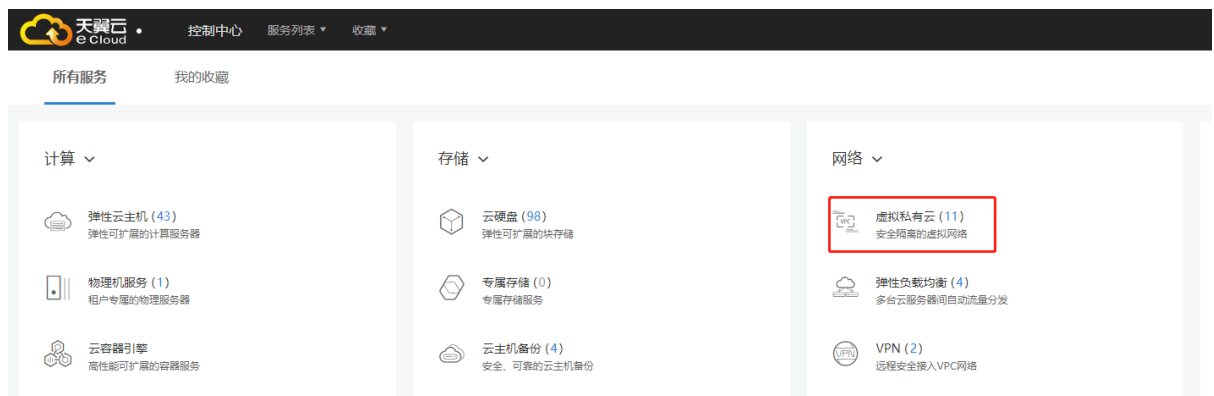 天翼云
e Cloud
控制中心 服务列表 收藏
所有服务 我的收藏
计算
弹性云主机 (43)
弹性可扩展的计算服务器
物理机服务 (1)
租户专属的物理服务器
云容器引擎
高性能可扩展的容器服务
存储
云硬盘 (98)
弹性可扩展的块存储
专属存储 (0)
专属存储服务
云主机备份 (4)
安全、可靠的云主机备份
网络
VPC
虚拟私有云 (11)
安全隔离的虚拟网络
弹性负载均衡 (4)
多台云服务器间自动流量分发
VPN
VPN (2)
远程安全接入VPC网络